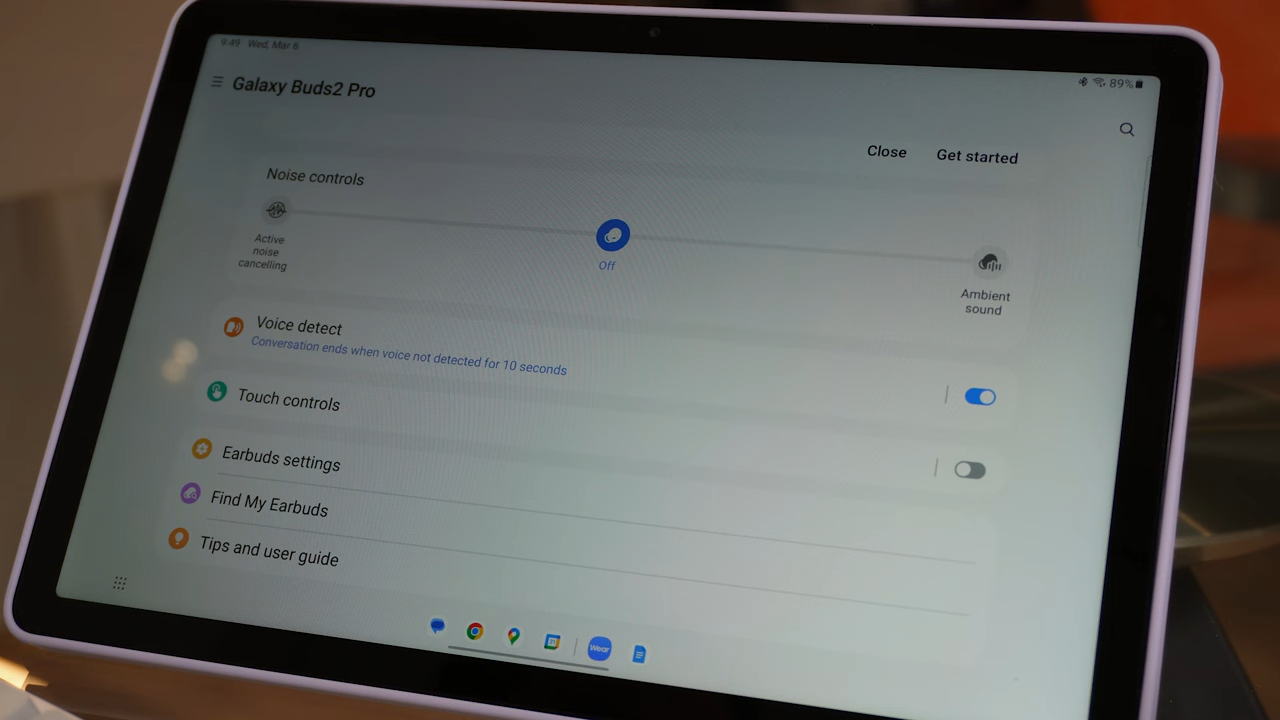 9:49 Wed, Mar 6
89%
Galaxy Buds2 Pro
Close Get started
Noise controls
Active
noise
cancelling
Off
Ambient
sound
Voice detect
Conversation ends when voice not detected for 10 seconds
Touch controls
Earbuds settings
Find My Earbuds
Tips and user guide
Wear